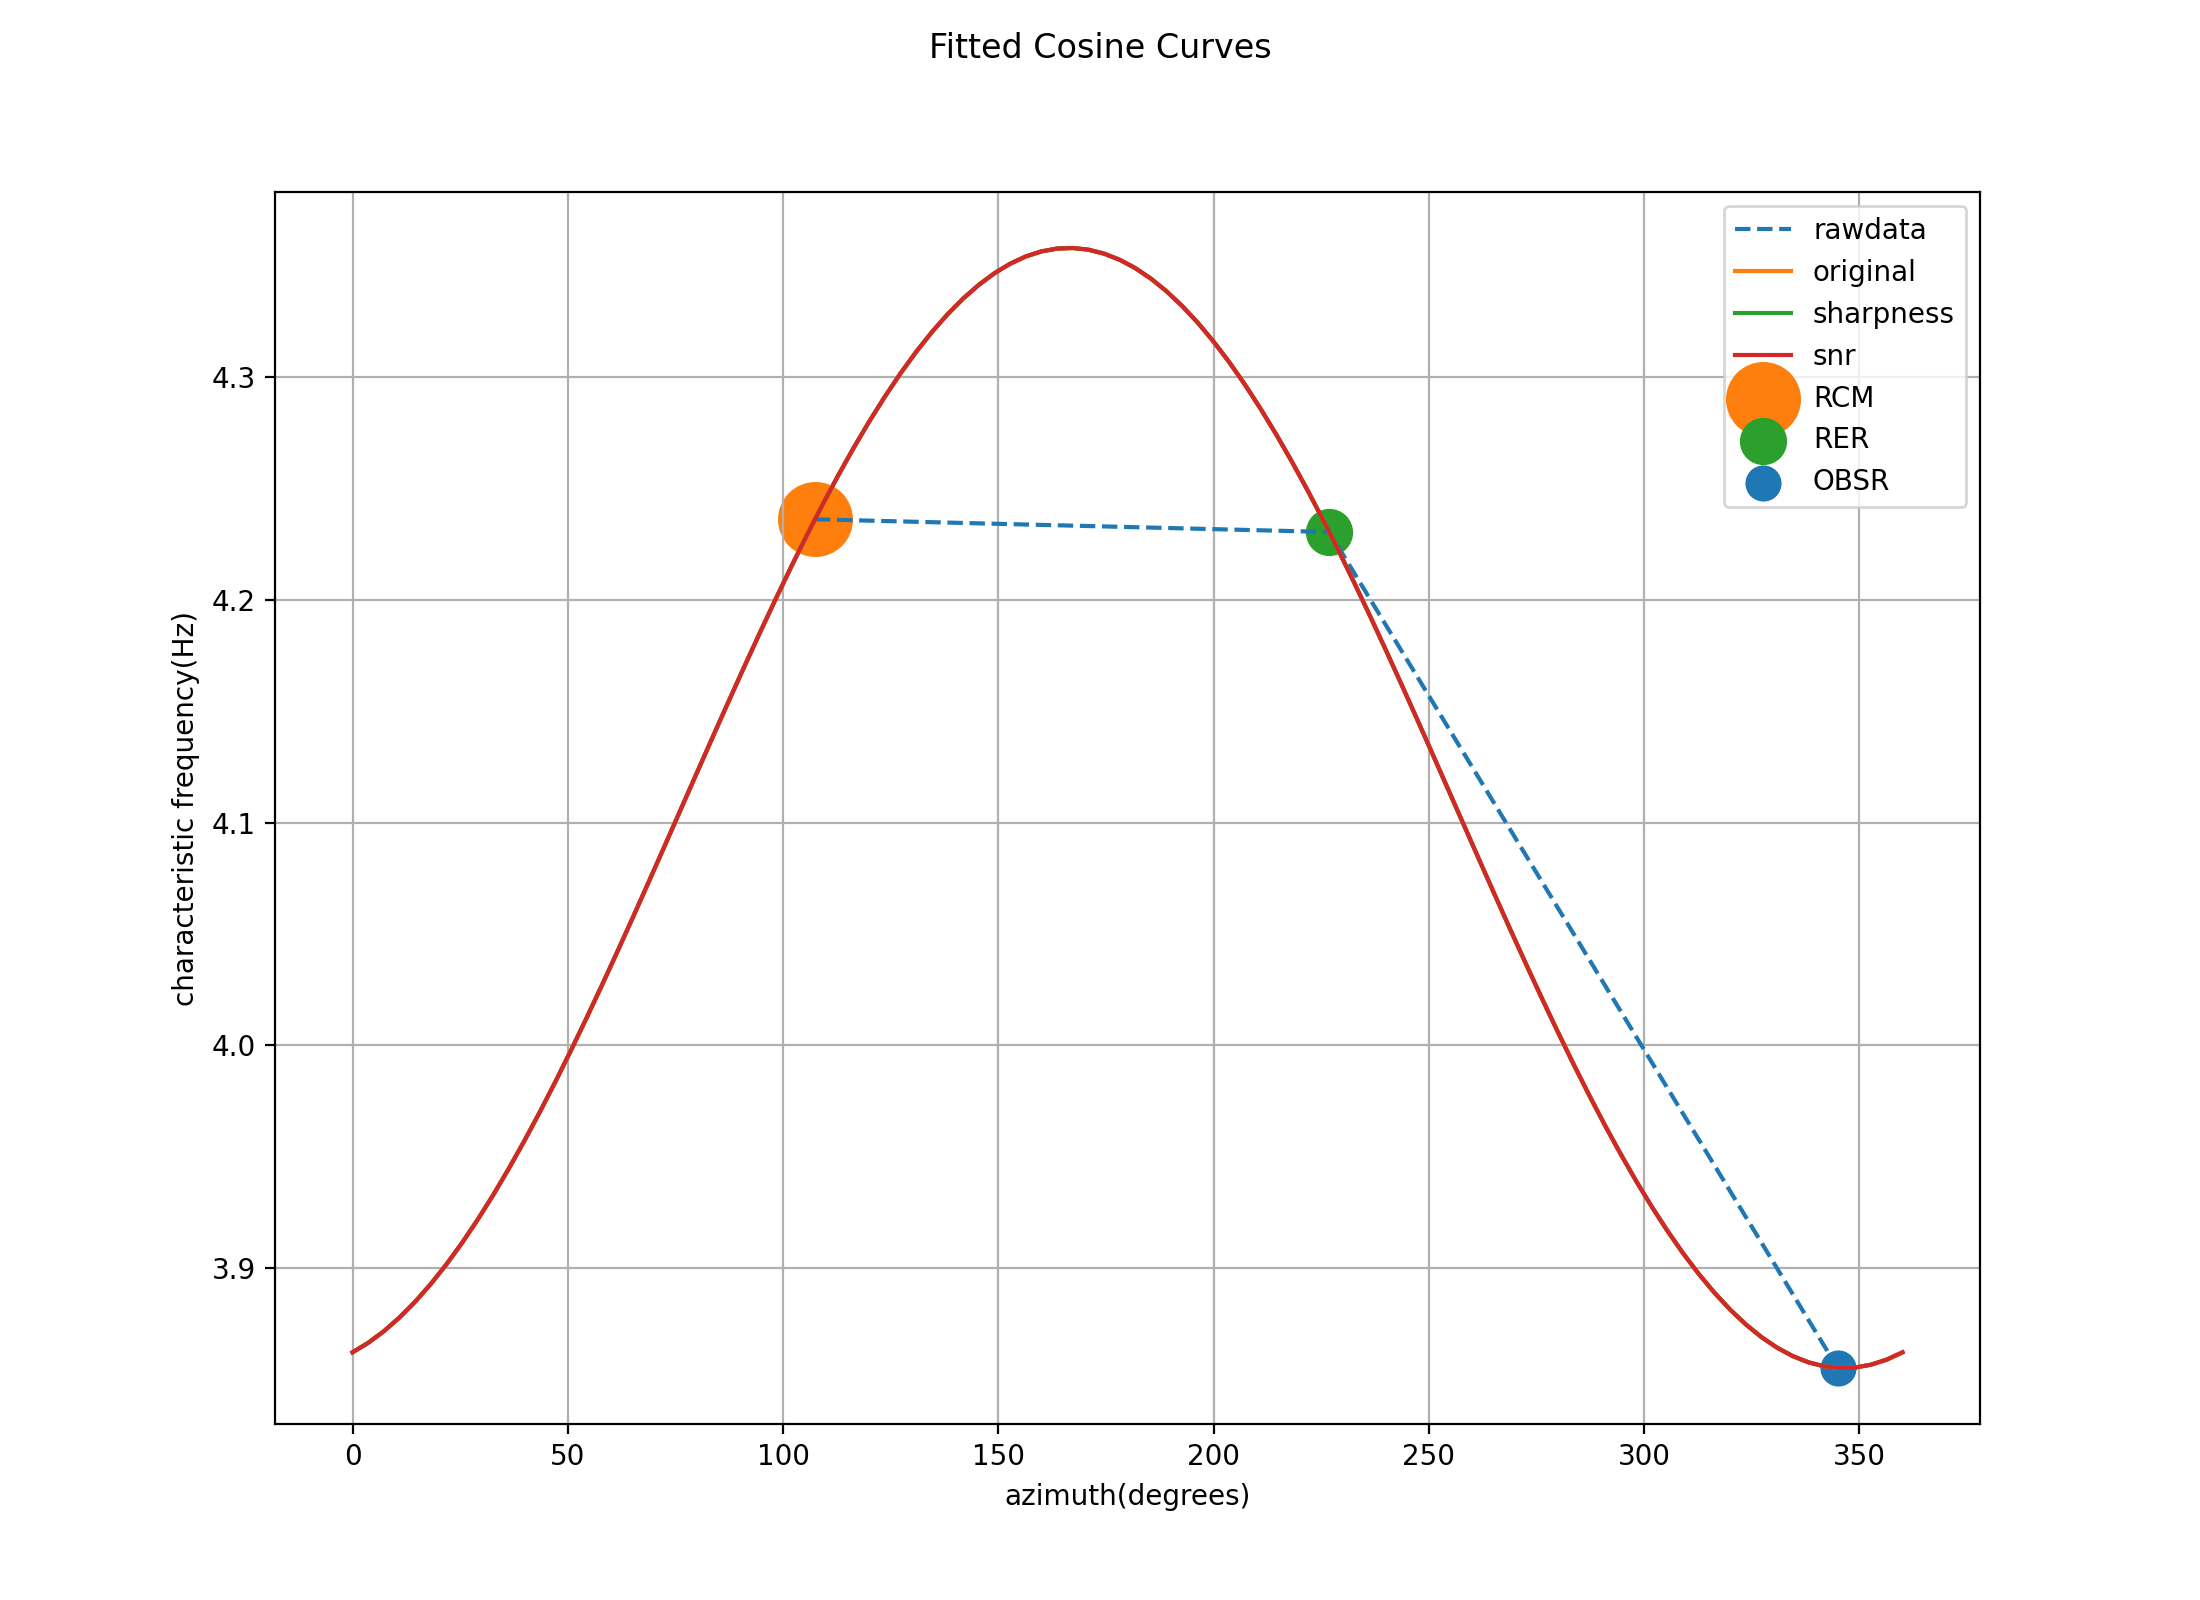 Fitted Cosine Curves
rawdata
original
sharpness
snr
RCM
RER
OBSR
characteristic frequency(Hz)
4.3
4.2
4.1
4.0
3.9
0 50 100 150 200 250 300 350
azimuth(degrees)